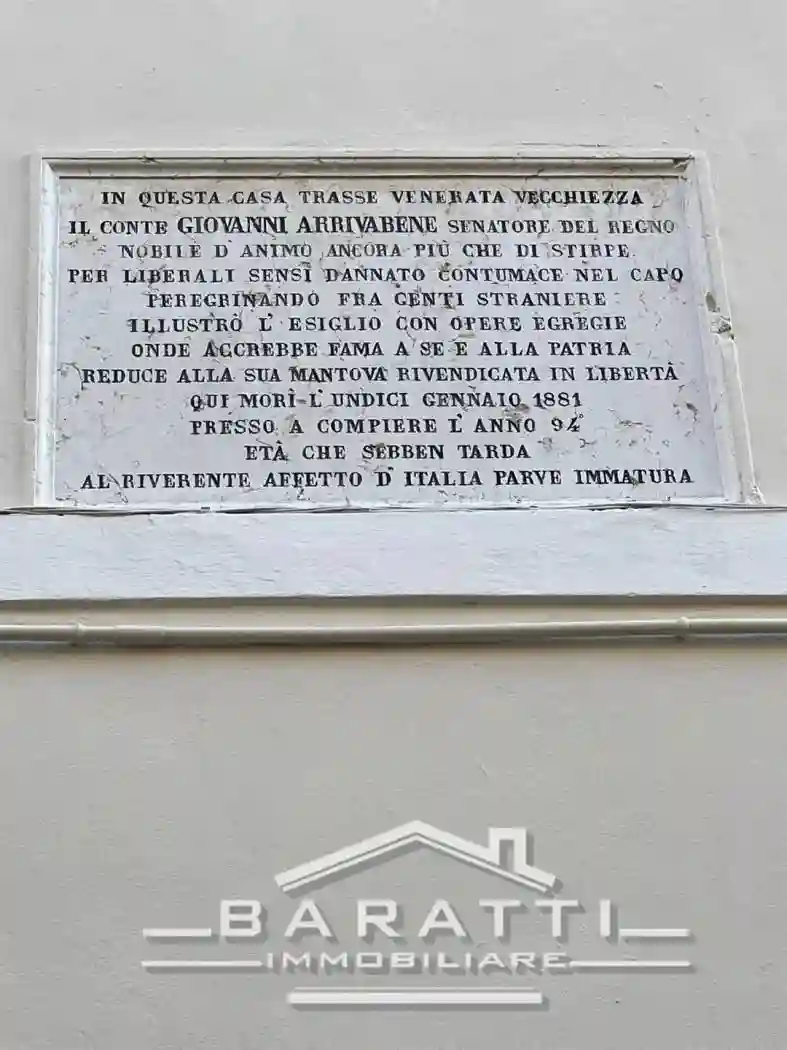 IN QUESTA CASA TRASSE VENERATA VECCHIEZZA
IL CONTE GIOVANNI ARRIVABENE SENATORE DEL REGNO
NOBILE D'ANIMO ANCORA PIÙ CHE DI STIRPE
PER LIBERALI SENSI DANNATO CONTUMACE NEL CAPO
PEREGRINANDO FRA GENTI STRANIERE
ILLUSTRÒ L'ESIGLIO CON OPERE EGREGIE
ONDE ACCREBBE FAMA A SE E ALLA PATRIA
REDUCE ALLA SUA MANTOVA RIVENDICATA IN LIBERTÀ
QUI MORÌ L'UNDICI GENNAIO 1881
PRESSO A COMPIERE L'ANNO 94°
ETÀ CHE SEBBEN TARDA
AL RIVERENTE AFFETTO D'ITALIA PARVE IMMATURA
BARATTI
IMMOBILIARE